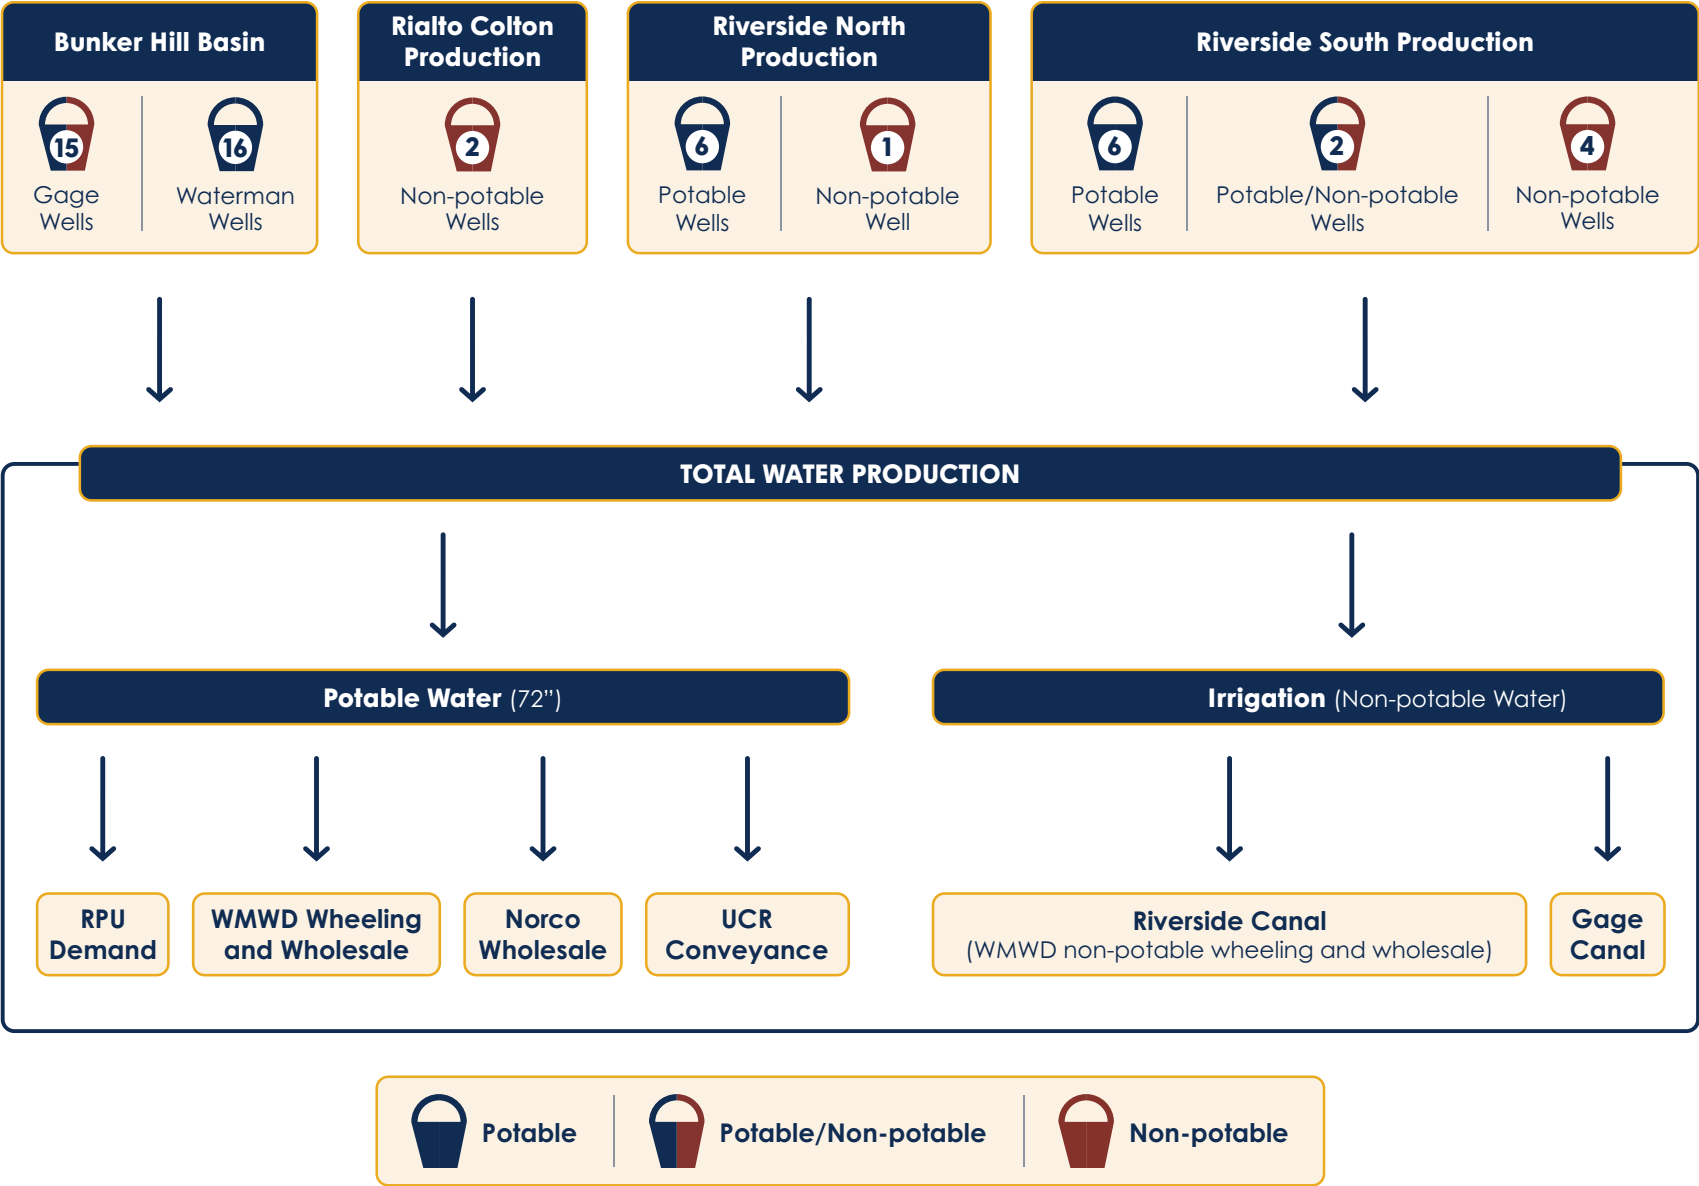 Bunker Hill Basin
15
Gage
Wells
16
Waterman
Wells
Rialto Colton
Production
2
Non-potable
Wells
Riverside North
Production
6
Potable
Wells
1
Non-potable
Well
Riverside South Production
6
Potable
Wells
2
Potable/Non-potable
Wells
4
Non-potable
Wells
TOTAL WATER PRODUCTION
Potable Water (72”)
RPU
Demand
WMWD Wheeling
and Wholesale
Norco
Wholesale
UCR
Conveyance
Irrigation (Non-potable Water)
Riverside Canal
(WMWD non-potable wheeling and wholesale)
Gage
Canal
Potable
Potable/Non-potable
Non-potable